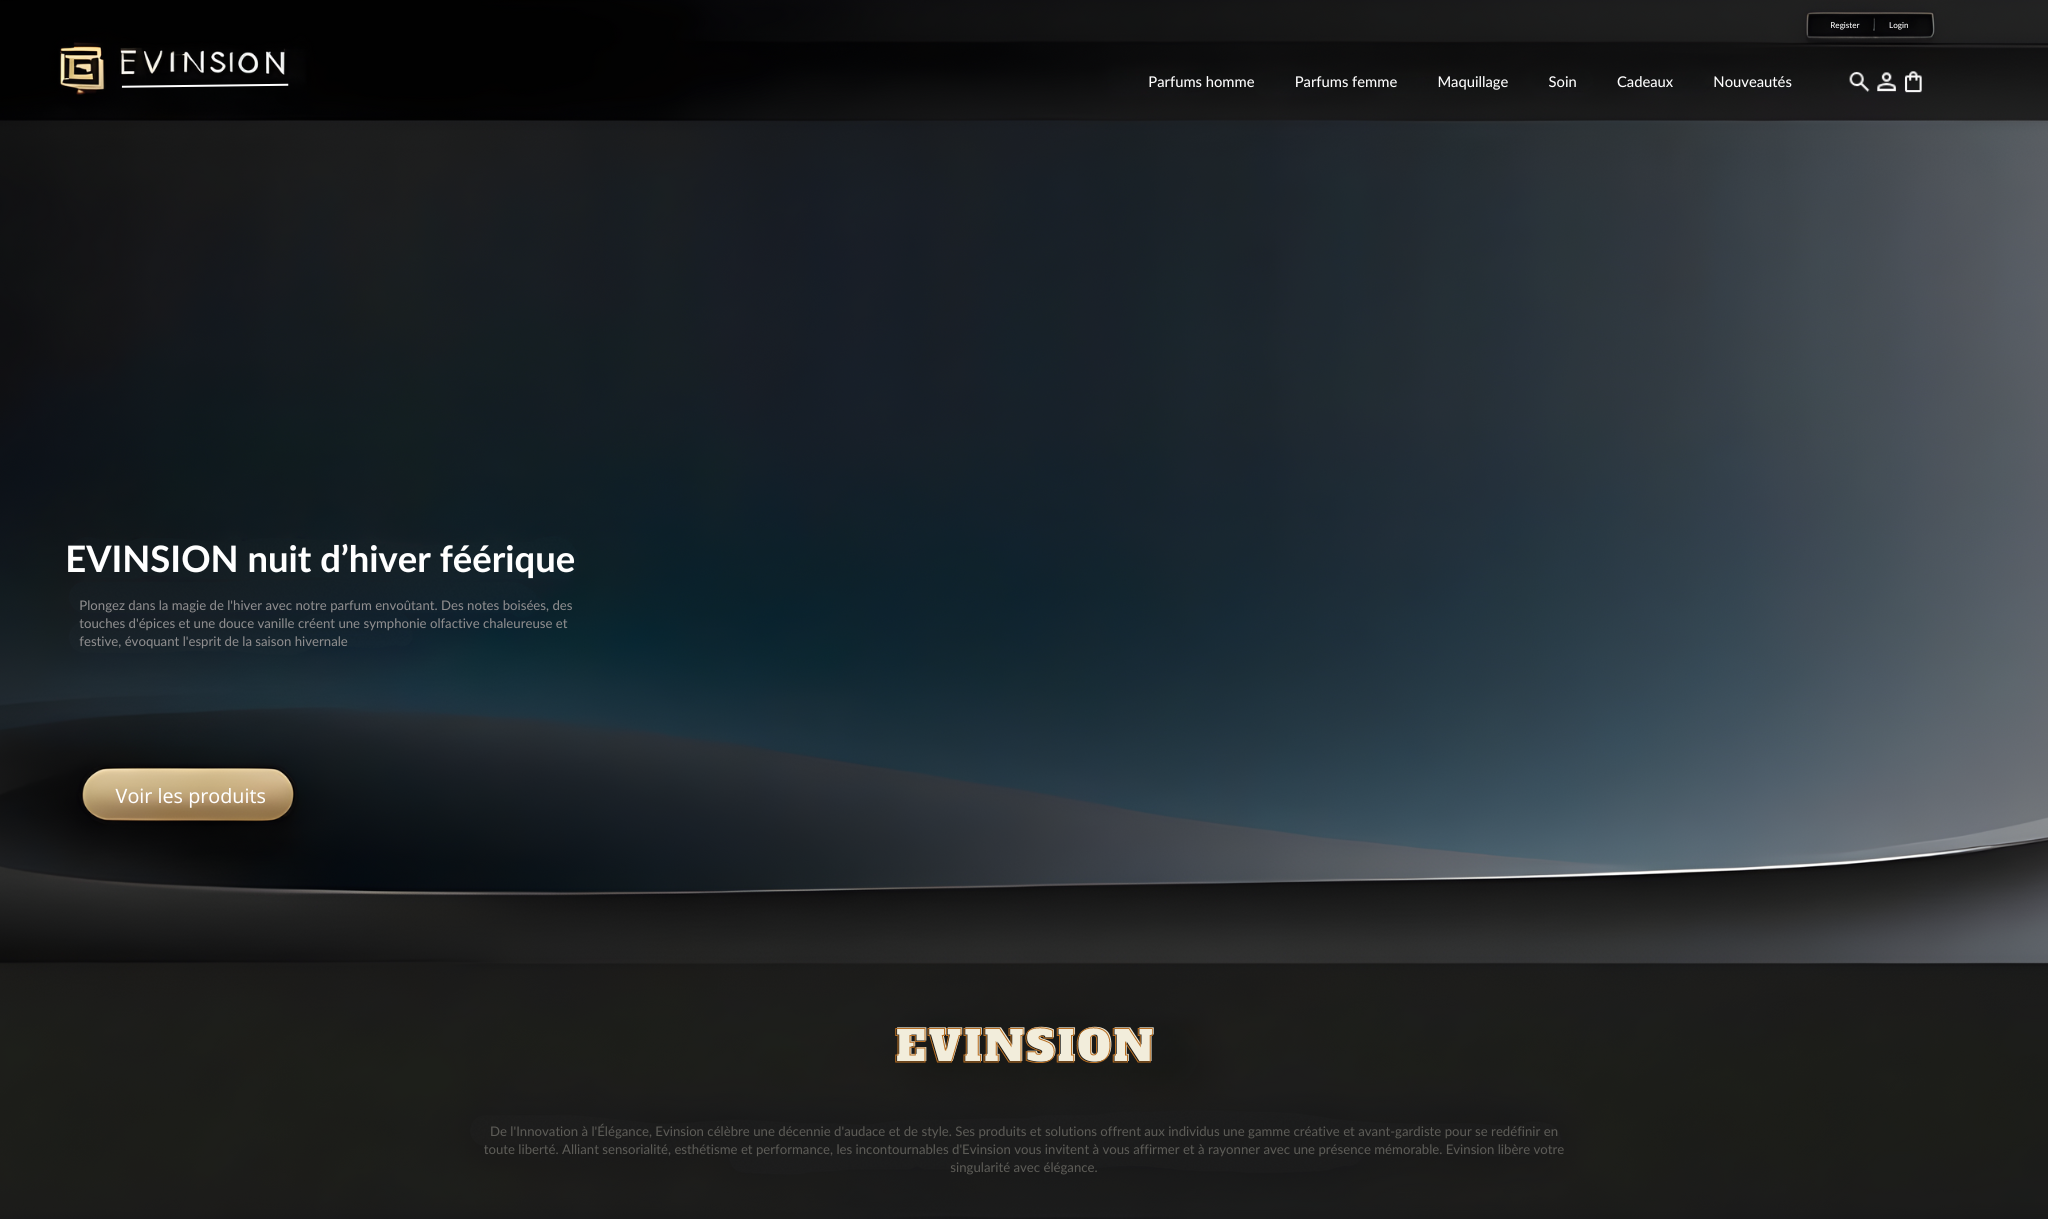 Register | Login
EVINSION
Parfums homme Parfums femme Maquillage Soin Cadeaux Nouveautés
EVINSION nuit d’hiver féérique
Plongez dans la magie de l'hiver avec notre parfum envoûtant. Des notes boisées, des
touches d'épices et une douce vanille créent une symphonie olfactive chaleureuse et
festive, évoquant l'esprit de la saison hivernale
Voir les produits
EVINSION
De l'Innovation à l'Élégance, Evinsion célèbre une décennie d'audace et de style. Ses produits et solutions offrent aux individus une gamme créative et avant-gardiste pour se redéfinir en
toute liberté. Alliant sensorialité, esthétisme et performance, les incontournables d'Evinsion vous invitent à vous affirmer et à rayonner avec une présence mémorable. Evinsion libère votre
singularité avec élégance.